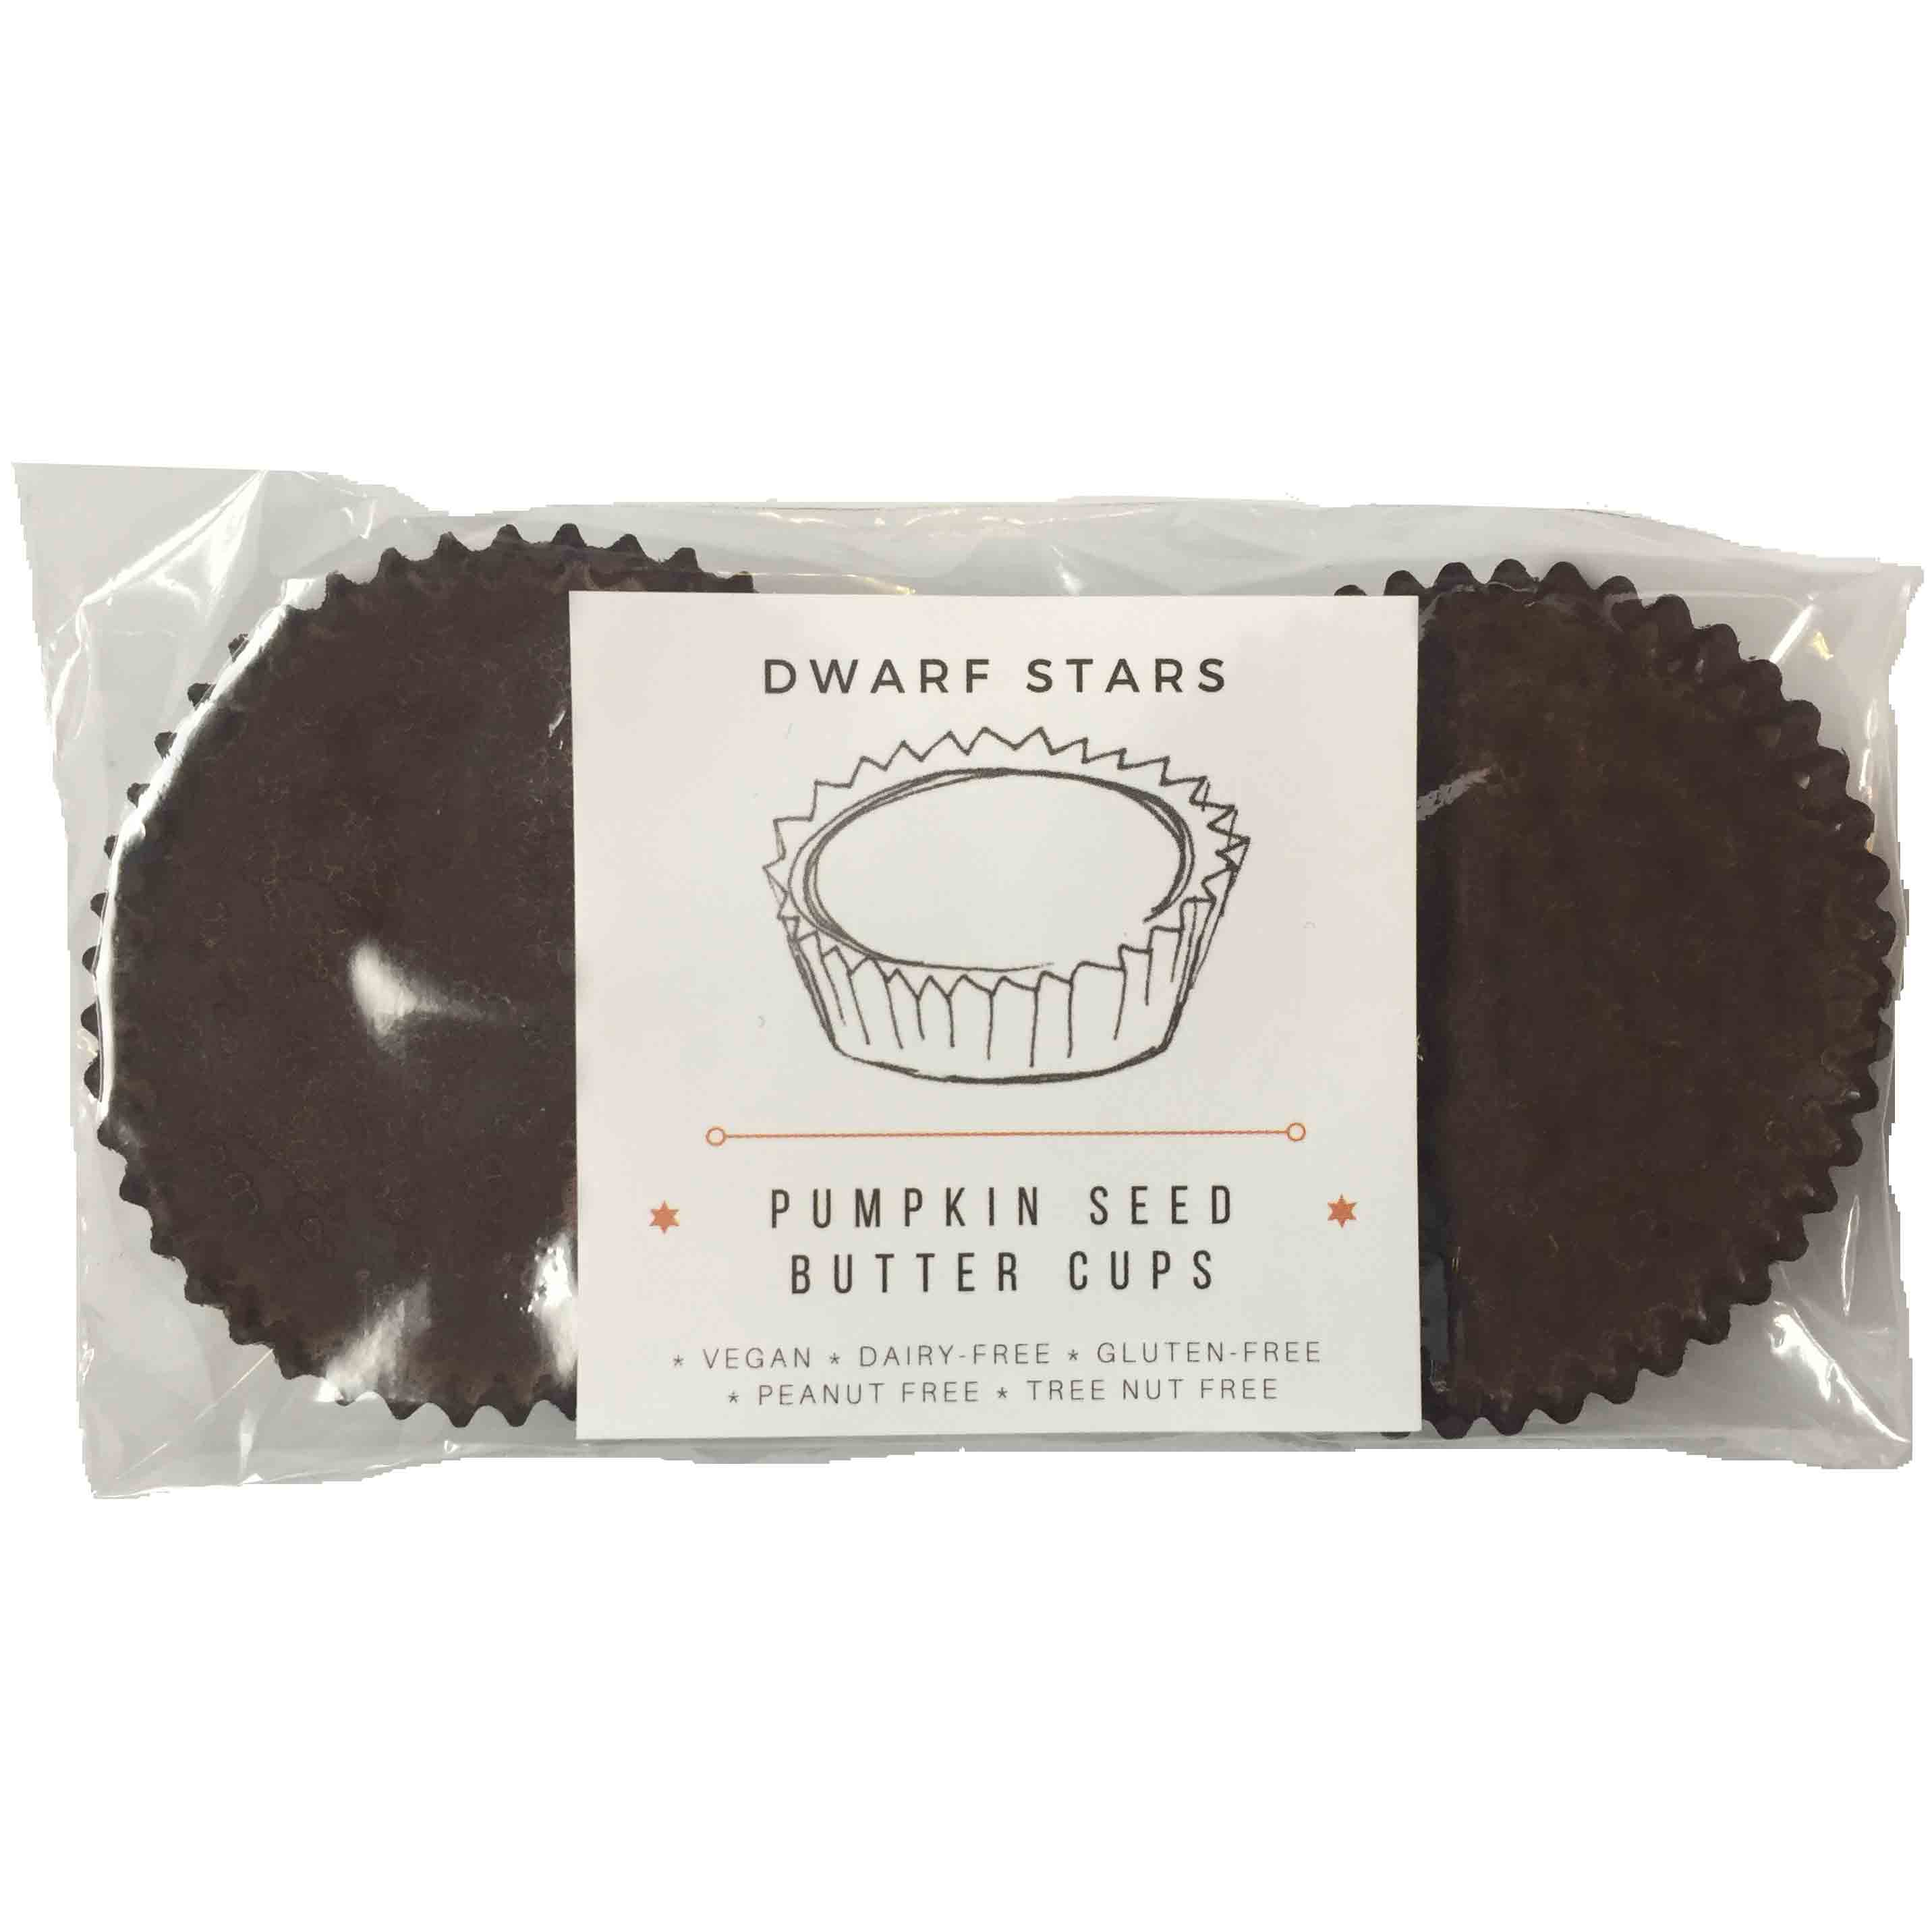 DWARF STARS
PUMPKIN SEED
BUTTER CUPS
* VEGAN * DAIRY-FREE * GLUTEN-FREE
* PEANUT FREE * TREE NUT FREE